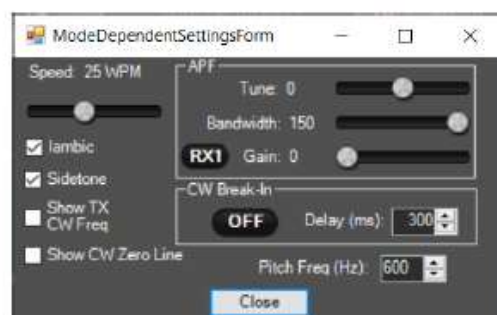 ModeDependentSettingsForm
Speed: 25 WPM
Iambic
Sidetone
Show TX
CW Freq
Show CW Zero Line
APF
Tune: 0
Bandwidth: 150
RX1 Gain: 0
CW Break-In
OFF Delay (ms): 300
Pitch Freq (Hz): 600
Close